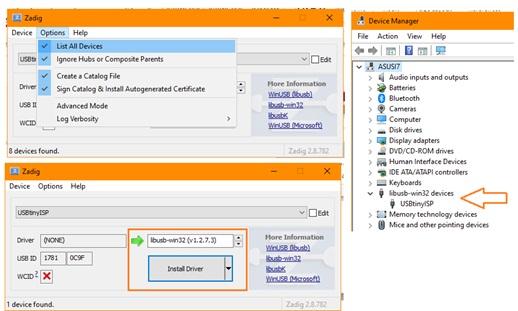 Zadig
Device Options Help
List All Devices
Ignore Hubs or Composite Parents
Create a Catalog File
Sign Catalog & Install Autogenerated Certificate
Advanced Mode
Log Verbosity
USBtin
Edit
Driver
USB ID
WCID ?
More Information
WinUSB (libusb)
libusb-win32
libusbK
WinUSB (Microsoft)
8 devices found.
Zadig 2.8.782
Zadig
Device Options Help
USBtinyISP
Edit
Driver (NONE)
libusb-win32 (v1.2.7.3)
USB ID 1781 0C9F
WCID ?
Install Driver
More Information
WinUSB (libusb)
libusb-win32
libusbK
WinUSB (Microsoft)
1 device found.
Zadig 2.8.782
Device Manager
File Action View Help
ASUSI7
Audio inputs and outputs
Batteries
Bluetooth
Cameras
Computer
Disk drives
Display adapters
DVD/CD-ROM drives
Human Interface Devices
IDE ATA/ATAPI controllers
Keyboards
libusb-win32 devices
USBtinyISP
Memory technology devices
Mice and other pointing devices